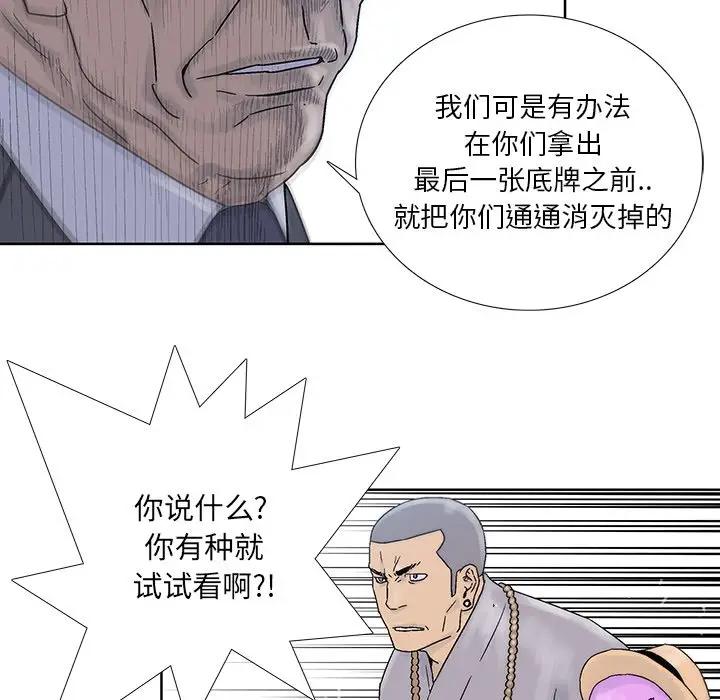 我们可是有办法
在你们拿出
最后一张底牌之前..
就把你们通通消灭掉的
你说什么?
你有种就
试试看啊?!